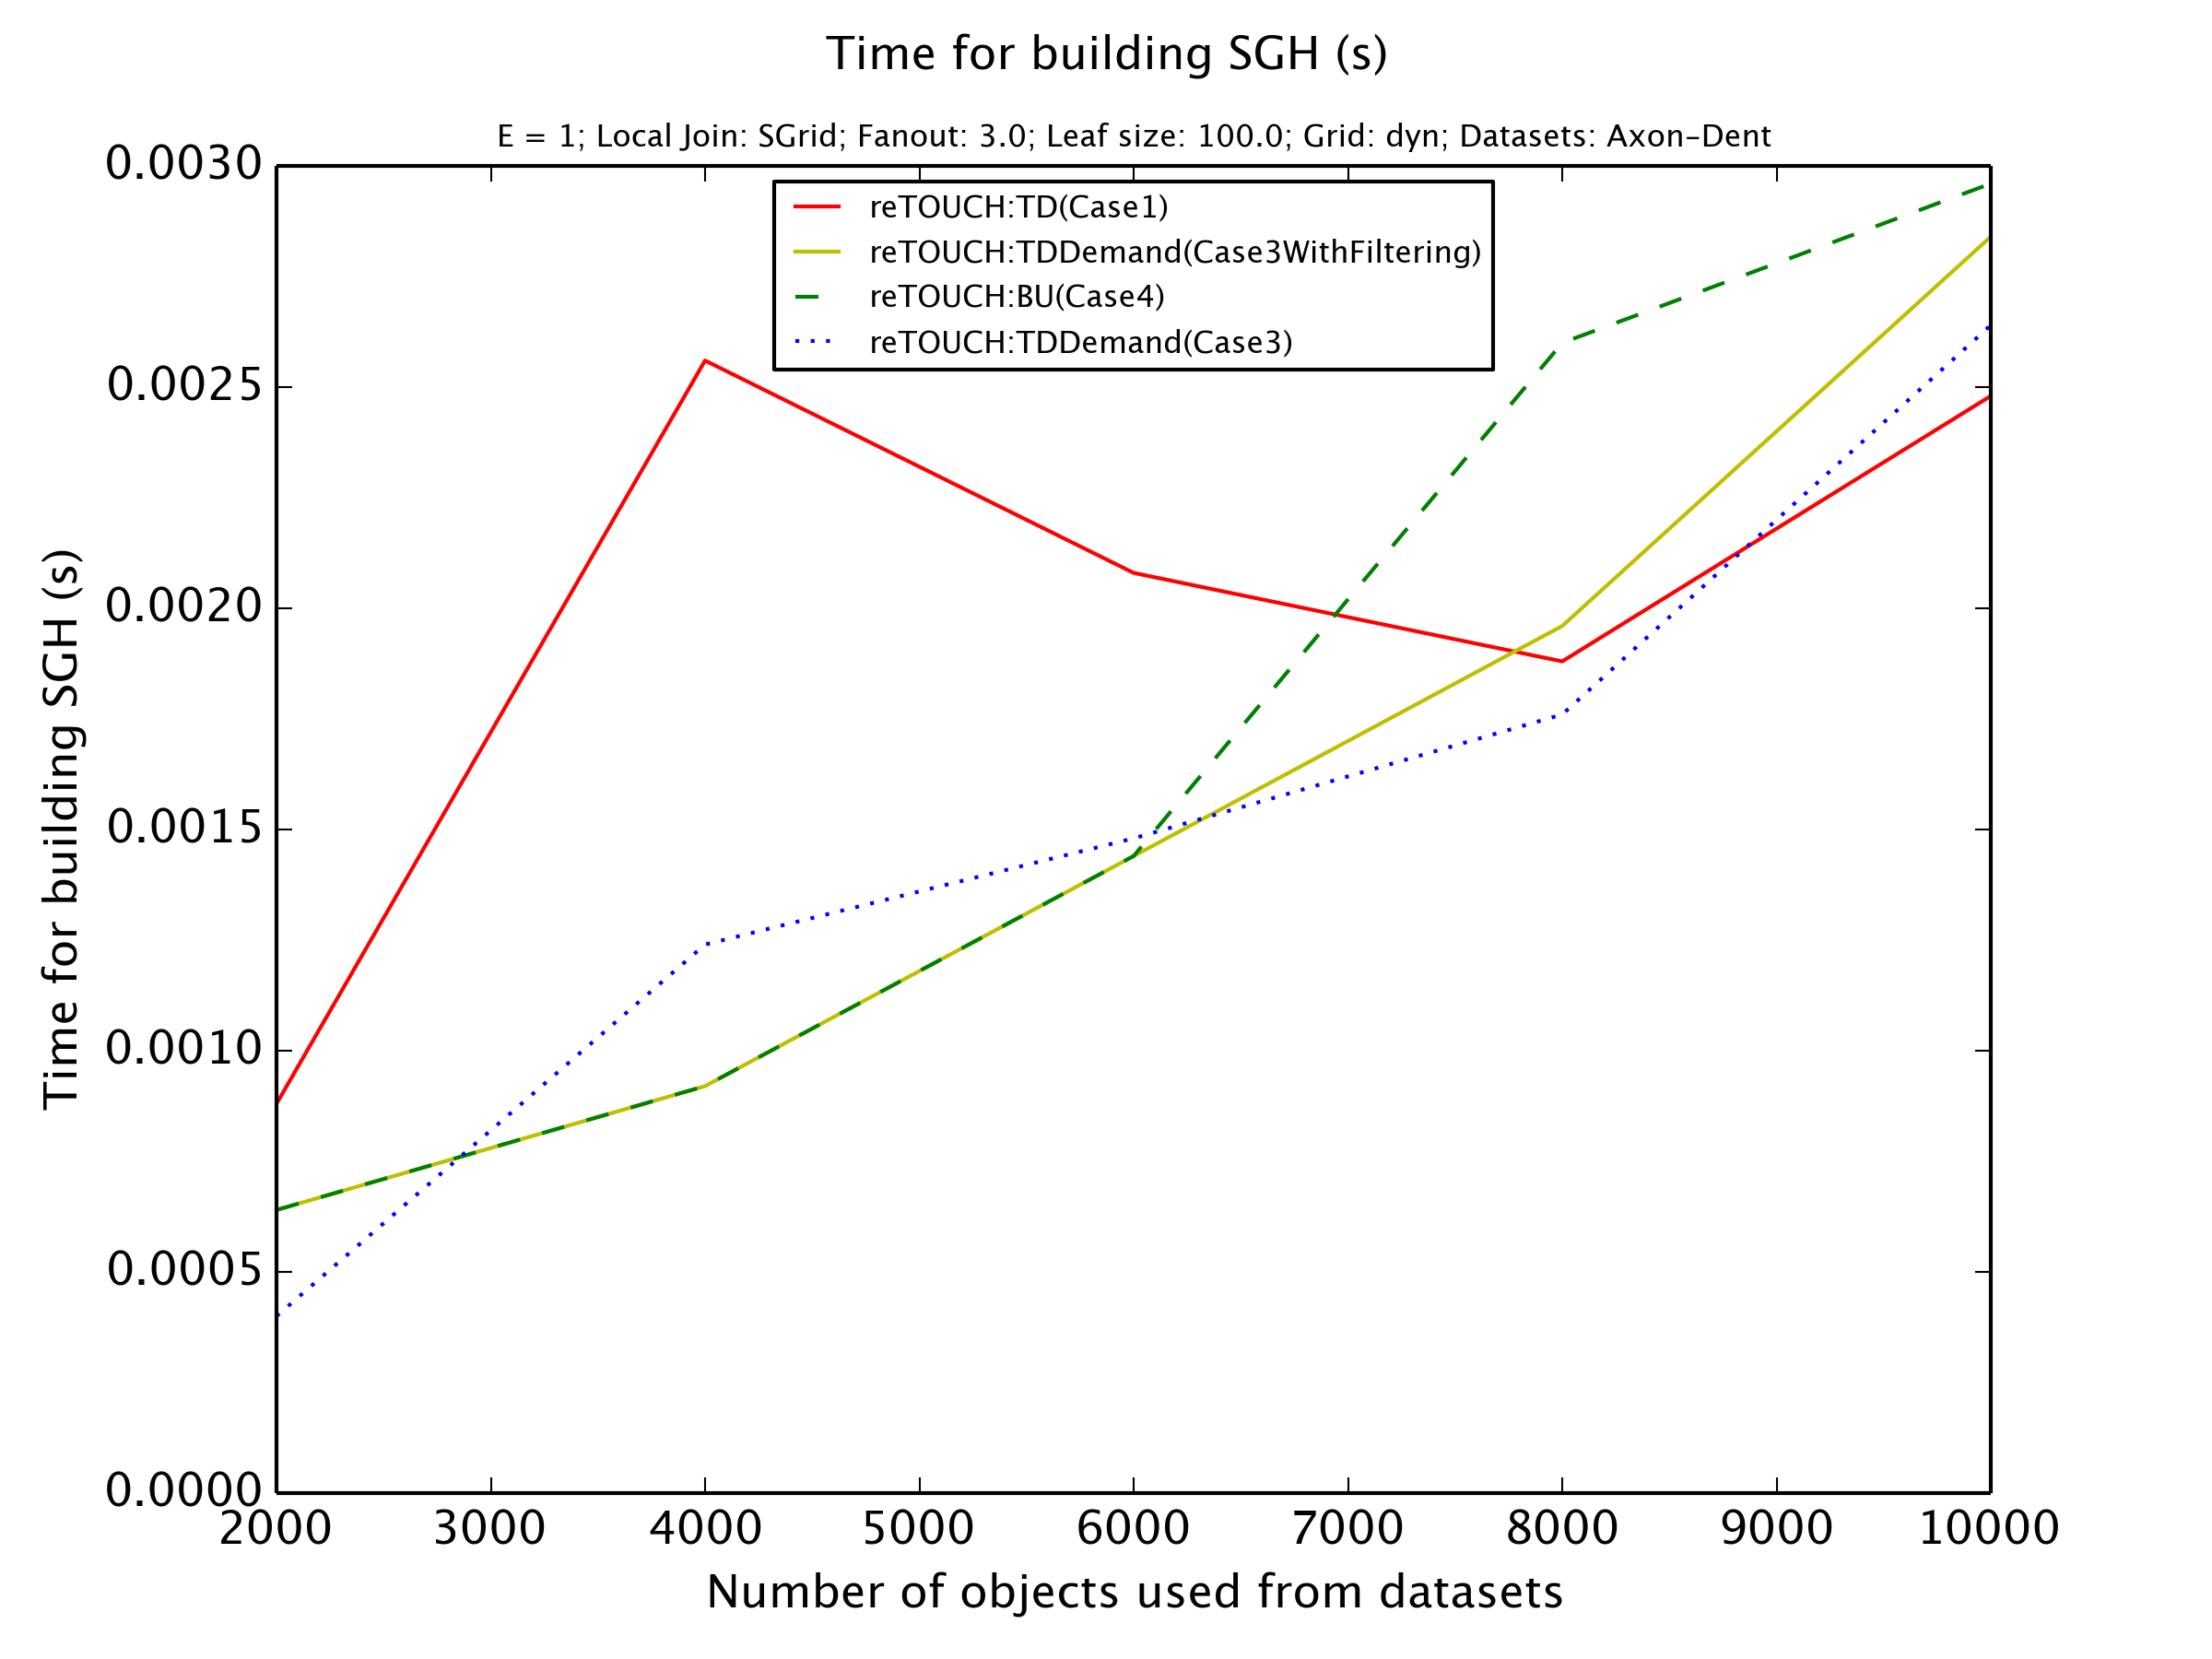 Time for building SGH (s)
E = 1; Local Join: SGrid; Fanout: 3.0; Leaf size: 100.0; Grid: dyn; Datasets: Axon-Dent
reTOUCH:TD(Case1)
reTOUCH:TDDemand(Case3WithFiltering)
reTOUCH:BU(Case4)
reTOUCH:TDDemand(Case3)
Time for building SGH (s)
0.0030
0.0025
0.0020
0.0015
0.0010
0.0005
0.0000
2000 3000 4000 5000 6000 7000 8000 9000 10000
Number of objects used from datasets